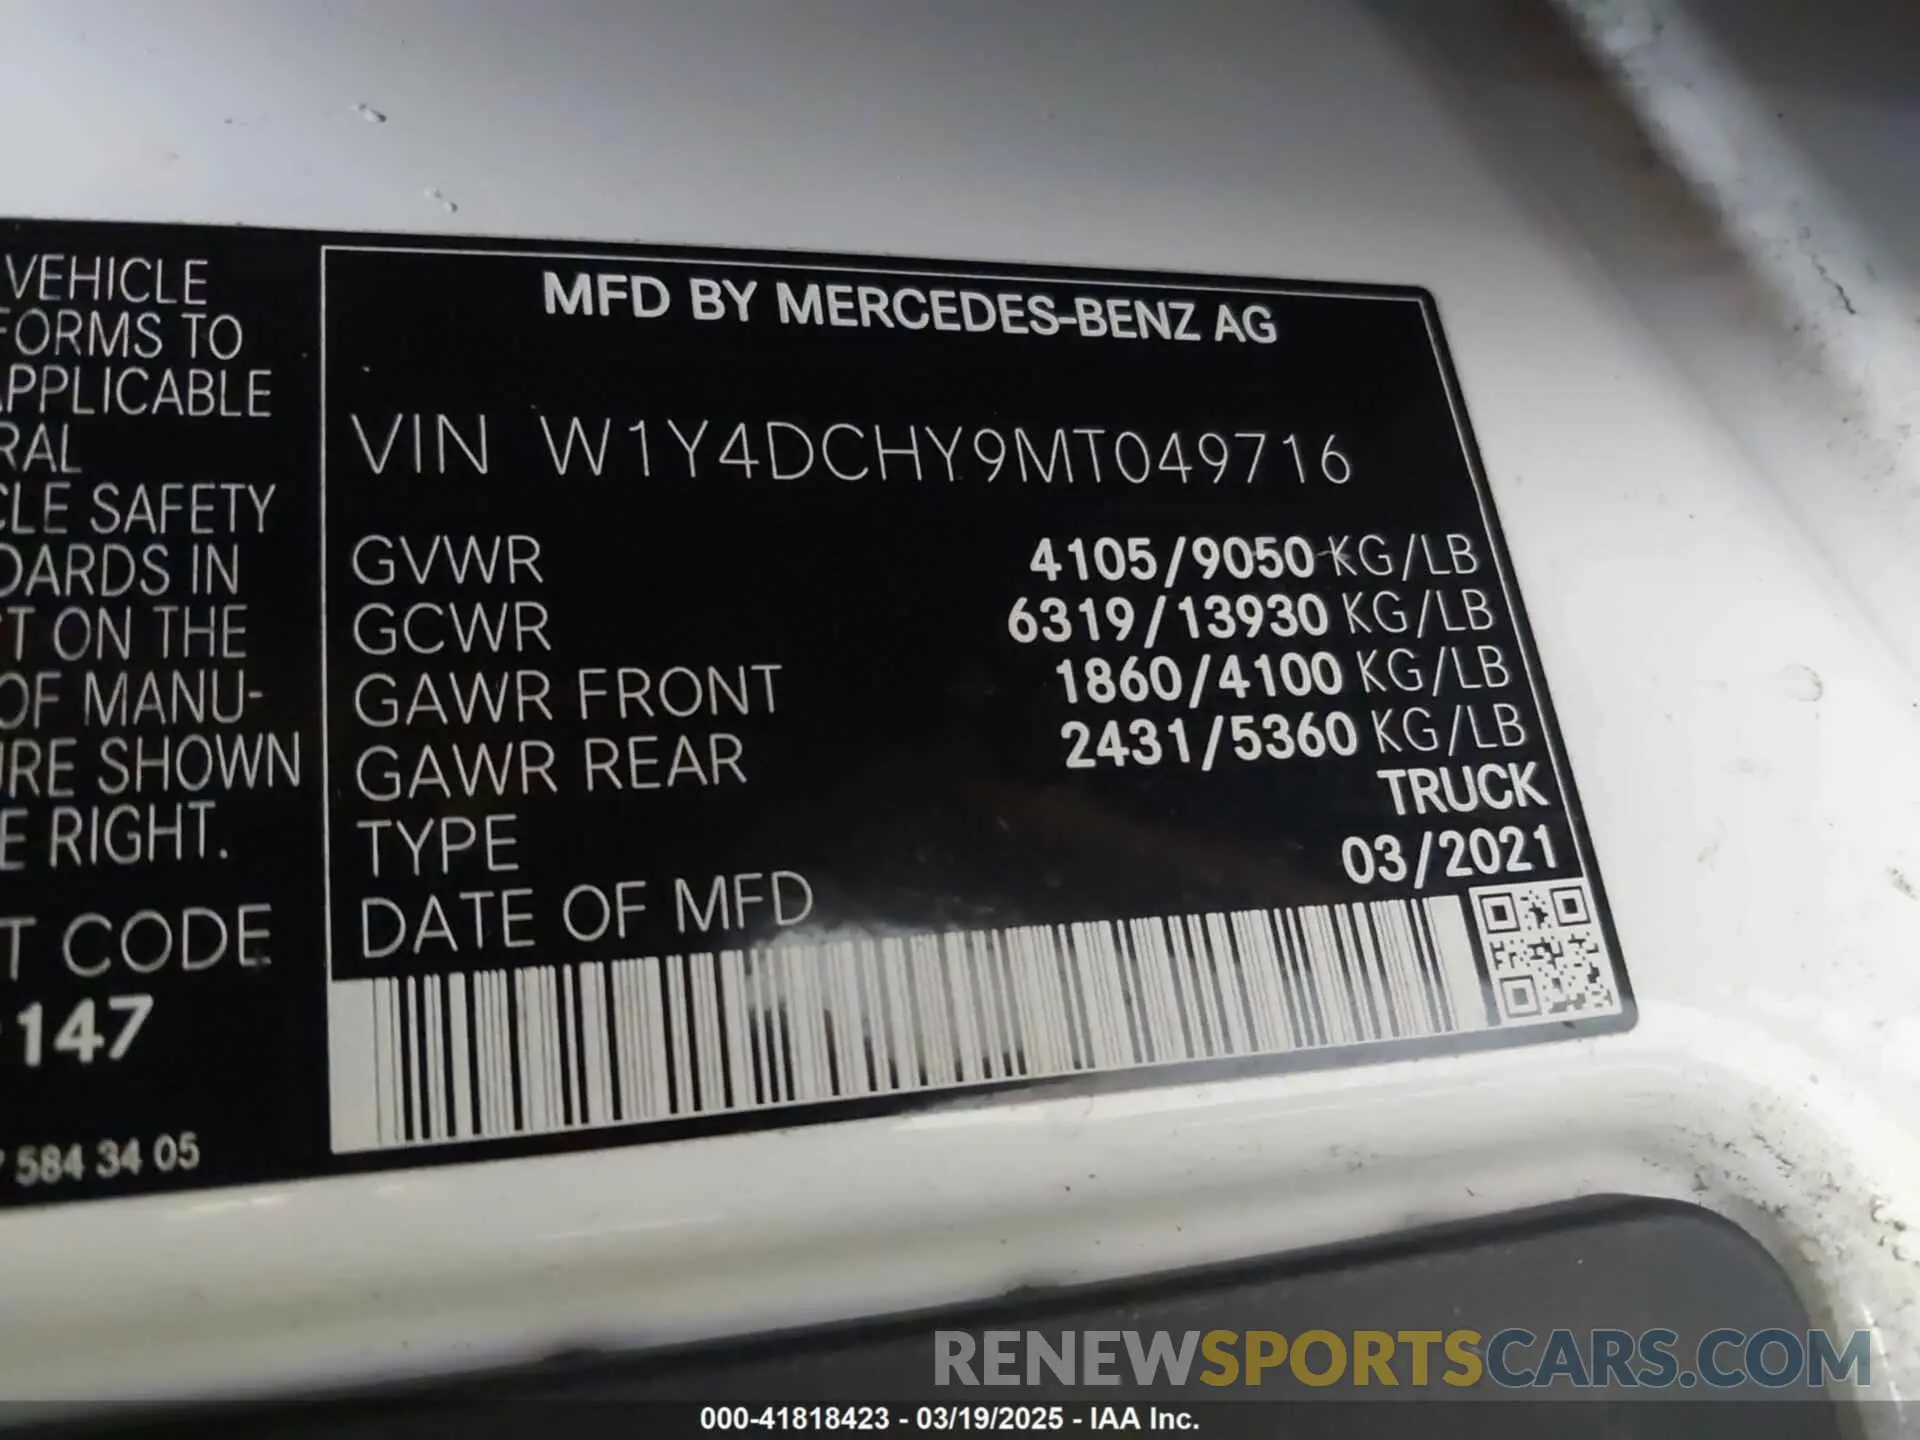 VEHICLE
FORMS TO
APPLICABLE
RAL
CLE SAFETY
DARDS IN
T ON THE
OF MANU-
URE SHOWN
E RIGHT.
T CODE
147
584 34 05
MFD BY MERCEDES-BENZ AG
VIN W1Y4DCHY9MT049716
GVWR 4105/9050 KG/LB
GCWR 6319/13930 KG/LB
GAWR FRONT 1860/4100 KG/LB
GAWR REAR 2431/5360 KG/LB
TYPE TRUCK
DATE OF MFD 03/2021
RENEWSPORTSCARS.COM
000-41818423 - 03/19/2025 - IAA Inc.